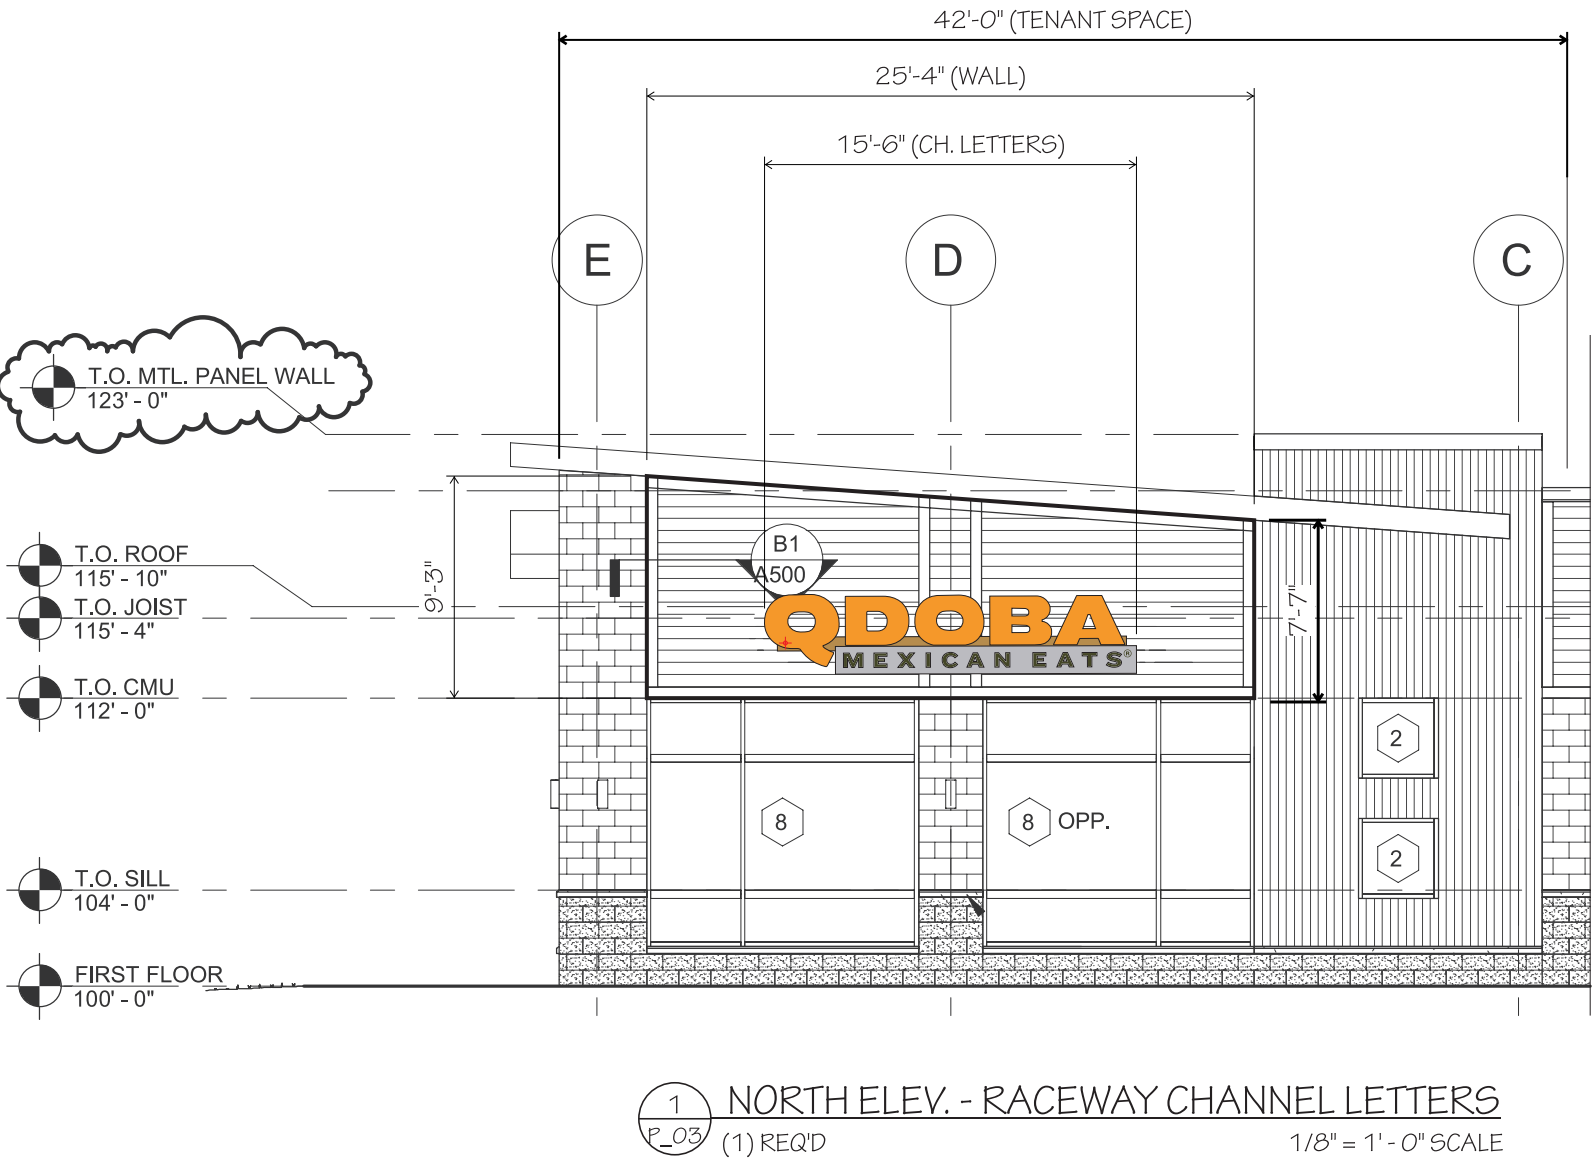 42'-0" (TENANT SPACE)
25'-4" (WALL)
15'-6" (CH. LETTERS)
E
D
C
T.O. MTL. PANEL WALL
123' - 0"
T.O. ROOF
115' - 10"
T.O. JOIST
115' - 4"
T.O. CMU
112' - 0"
T.O. SILL
104' - 0"
FIRST FLOOR
100' - 0"
9'-3"
B1
A500
QDOBA
MEXICAN EATS®
7'-7"
2
8
8 OPP.
2
1
P_03
NORTH ELEV. - RACEWAY CHANNEL LETTERS
(1) REQ'D
1/8" = 1' - 0" SCALE